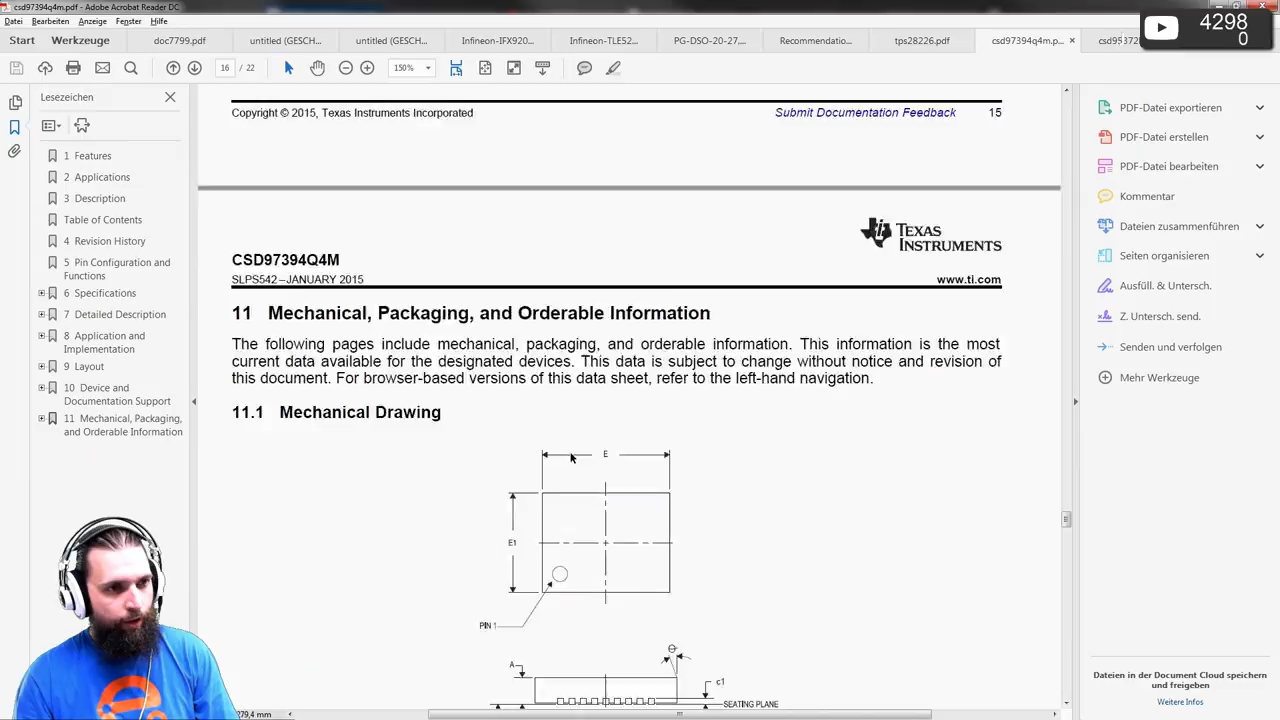 csd97394q4m.pdf - Adobe Acrobat Reader DC
Datei Bearbeiten Anzeige Fenster Hilfe
Start Werkzeuge doc7799.pdf untitled (GESCH... untitled (GESCH... Infineon-IRX80... Infineon-TLE52... PG-DSO-20-27,... Recommendatio... tps28226.pdf csd97394q4m.p... ×
4298
0
16 / 22 150%
Lesezeichen
1 Features
2 Applications
3 Description
Table of Contents
4 Revision History
5 Pin Configuration and
Functions
6 Specifications
7 Detailed Description
8 Application and
Implementation
9 Layout
10 Device and
Documentation Support
11 Mechanical, Packaging,
and Orderable Information
Copyright © 2015, Texas Instruments Incorporated Submit Documentation Feedback 15
TEXAS
INSTRUMENTS
CSD97394Q4M
SLPS542 –JANUARY 2015 www.ti.com
11 Mechanical, Packaging, and Orderable Information
The following pages include mechanical, packaging, and orderable information. This information is the most
current data available for the designated devices. This data is subject to change without notice and revision of
this document. For browser-based versions of this data sheet, refer to the left-hand navigation.
11.1 Mechanical Drawing
E
E1
PIN 1
Θ
A
c1
SEATING PLANE
279,4 mm
PDF-Datei exportieren
PDF-Datei erstellen
PDF-Datei bearbeiten
Kommentar
Dateien zusammenführen
Seiten organisieren
Ausfüll. & Untersch.
Z. Untersch. send.
Senden und verfolgen
Mehr Werkzeuge
Dateien in der Document Cloud speichern
und freigeben
Weitere Infos